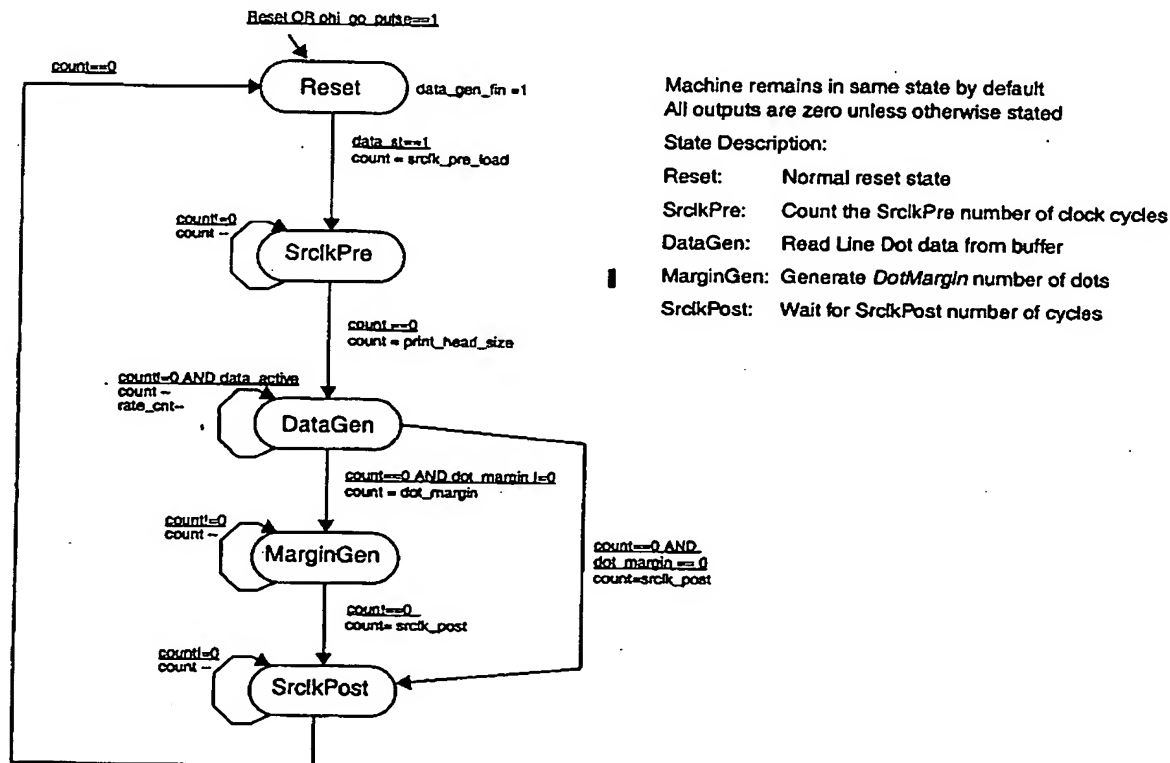 Reset OR phi_go_pulse==1
count==0
Reset
data_gen_fin =1
data_st==1
count = srclk_pre_load
count!=0
count --
SrclkPre
count ==0
count = print_head_size
count!=0 AND data_active
count --
rate_cnt--
DataGen
count==0 AND dot_margin !=0
count = dot_margin
count!=0
count --
MarginGen
count==0 AND
dot_margin == 0
count=srclk_post
count==0
count= srclk_post
count!=0
count --
SrclkPost
Machine remains in same state by default
All outputs are zero unless otherwise stated
State Description:
Reset: Normal reset state
SrclkPre: Count the SrclkPre number of clock cycles
DataGen: Read Line Dot data from buffer
MarginGen: Generate DotMargin number of dots
SrclkPost: Wait for SrclkPost number of cycles